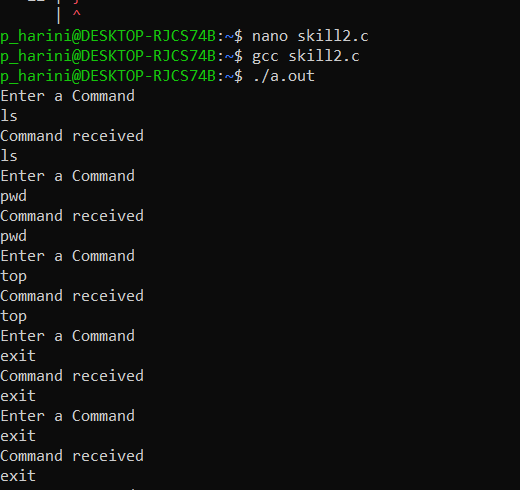 | ^
p_harini@DESKTOP-RJCS74B:~$ nano skill2.c
p_harini@DESKTOP-RJCS74B:~$ gcc skill2.c
p_harini@DESKTOP-RJCS74B:~$ ./a.out
Enter a Command
ls
Command received
ls
Enter a Command
pwd
Command received
pwd
Enter a Command
top
Command received
top
Enter a Command
exit
Command received
exit
Enter a Command
exit
Command received
exit